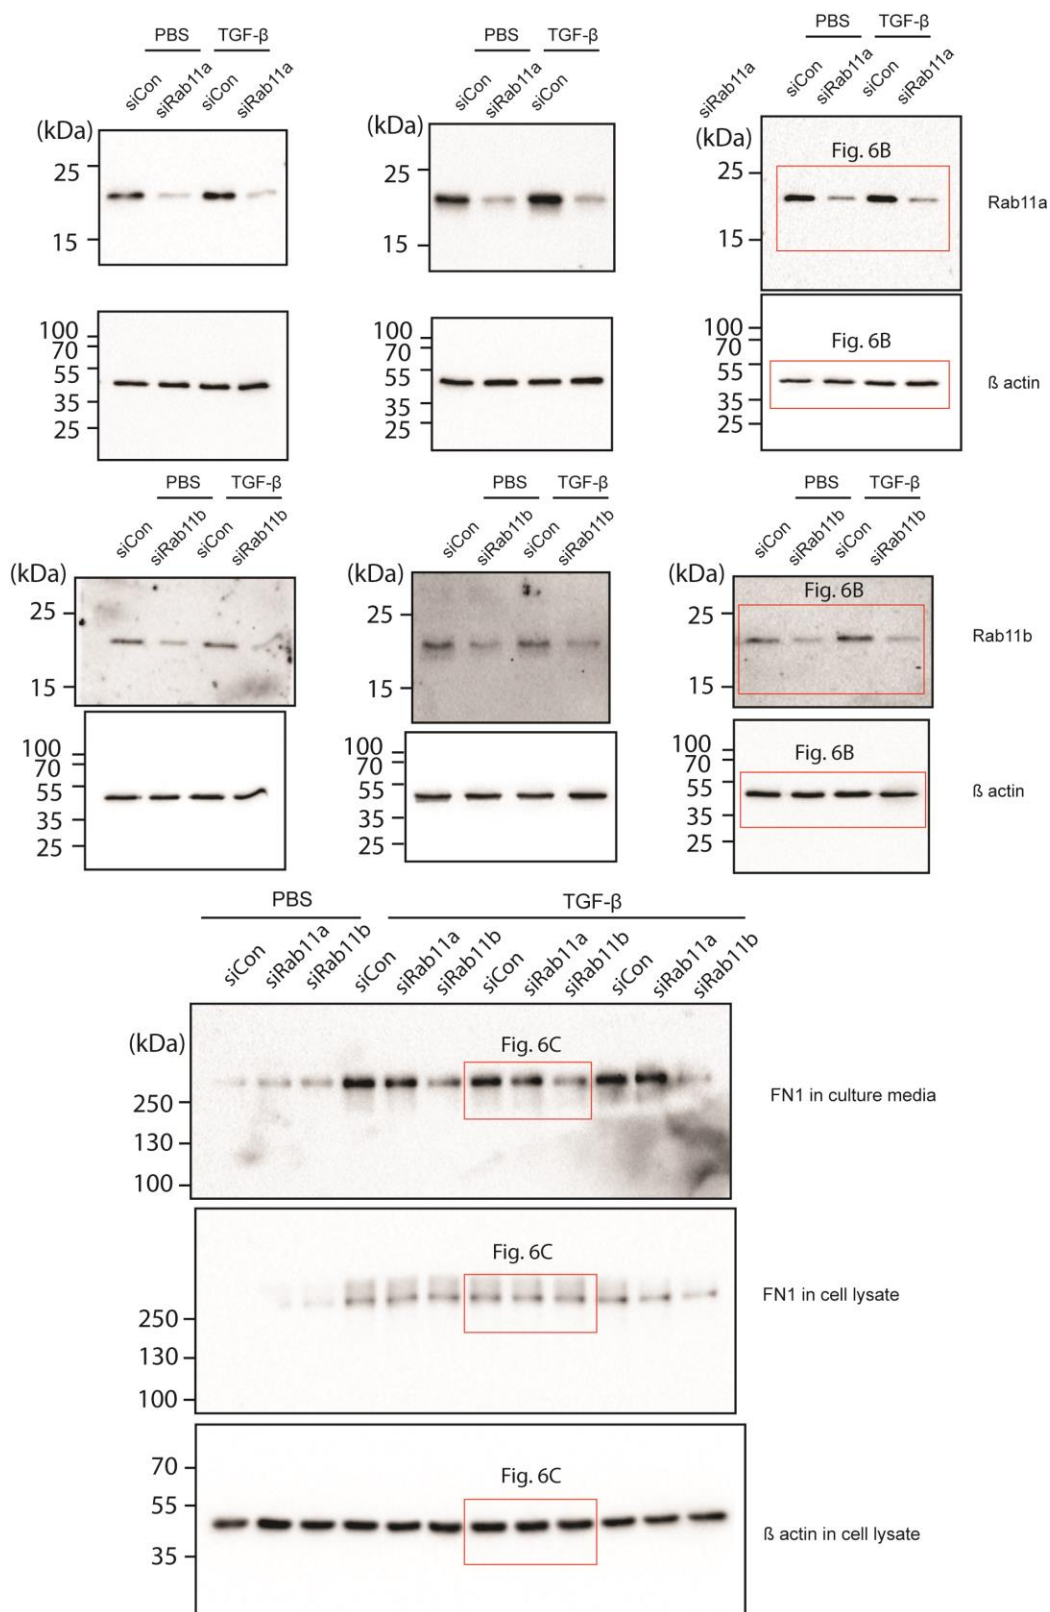 PBS TGF-β PBS TGF-β PBS TGF-β
siCon siRab11a siCon siRab11a siCon siRab11a siCon siRab11a siCon siRab11a siCon siRab11a
(kDa) (kDa) (kDa)
25 25 25 Fig. 6B
Rab11a
15 15 15
100 100 100
70 70 70 Fig. 6B
55 55 55
ß actin
35 35 35
25 25 25
PBS TGF-β PBS TGF-β PBS TGF-β
siCon siRab11b siCon siRab11b siCon siRab11b siCon siRab11b siCon siRab11b siCon siRab11b
(kDa) (kDa) (kDa)
25 25 25 Fig. 6B
Rab11b
15 15 15
100 100 100 Fig. 6B
70 70 70
55 55 55
ß actin
35 35 35
25 25 25
PBS TGF-β
siCon siRab11a siRab11b siCon siRab11a siRab11b siCon siRab11a siRab11b siCon siRab11a siRab11b
(kDa) Fig. 6C
250 FN1 in culture media
130
100
Fig. 6C
FN1 in cell lysate
250
130
100
70 Fig. 6C
55
ß actin in cell lysate
35